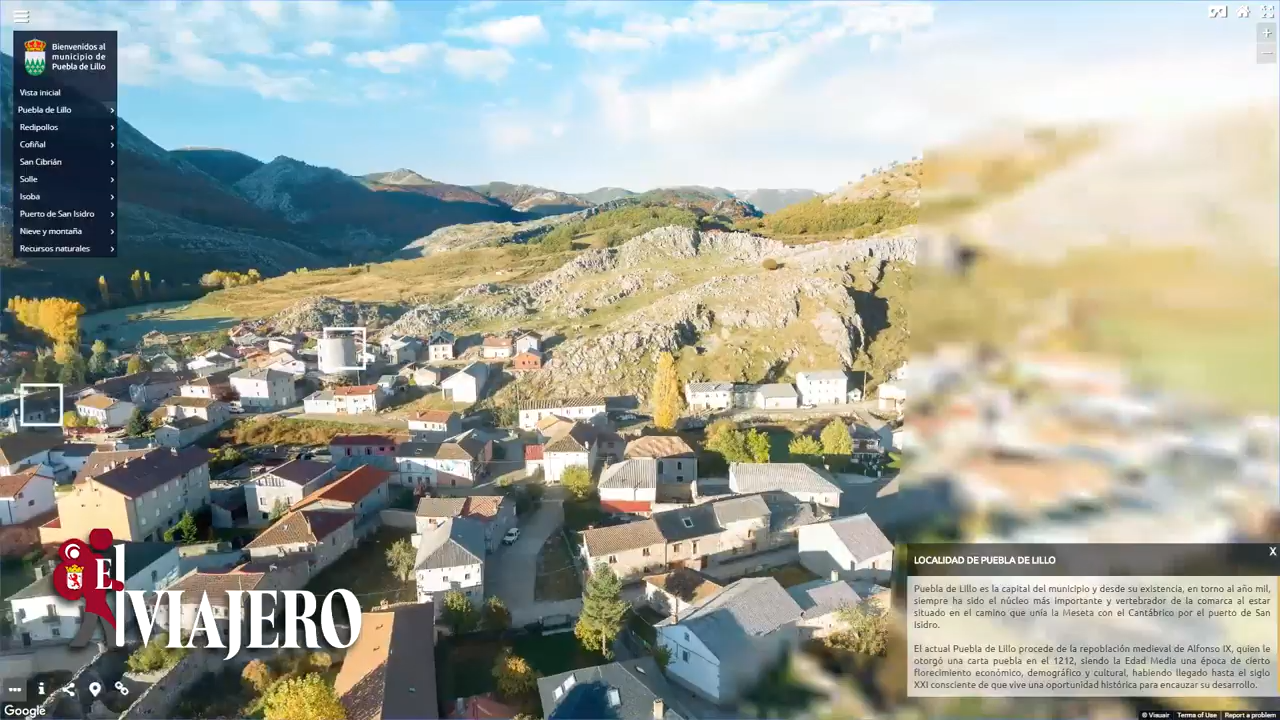 Bienvenidos al
municipio de
Puebla de Lillo
Vista inicial
Puebla de Lillo
Redipollos
Cofiñal
San Cibrián
Solle
Isoba
Puerto de San Isidro
Nieve y montaña
Recursos naturales
EL
VIAJERO
LOCALIDAD DE PUEBLA DE LILLO
X
Puebla de Lillo es la capital del municipio y desde su existencia, en torno al año mil,
siempre ha sido el núcleo más importante y vertebrador de la comarca al estar
situado en el camino que unía la Meseta con el Cantábrico por el puerto de San
Isidro.
El actual Puebla de Lillo procede de la repoblación medieval de Alfonso IX, quien le
otorgó una carta puebla en el 1212, siendo la Edad Media una época de cierto
florecimiento económico, demográfico y cultural, habiendo llegado hasta el siglo
XXI consciente de que vive una oportunidad histórica para encauzar su desarrollo.
Google
© Visuair Terms of Use Report a problem